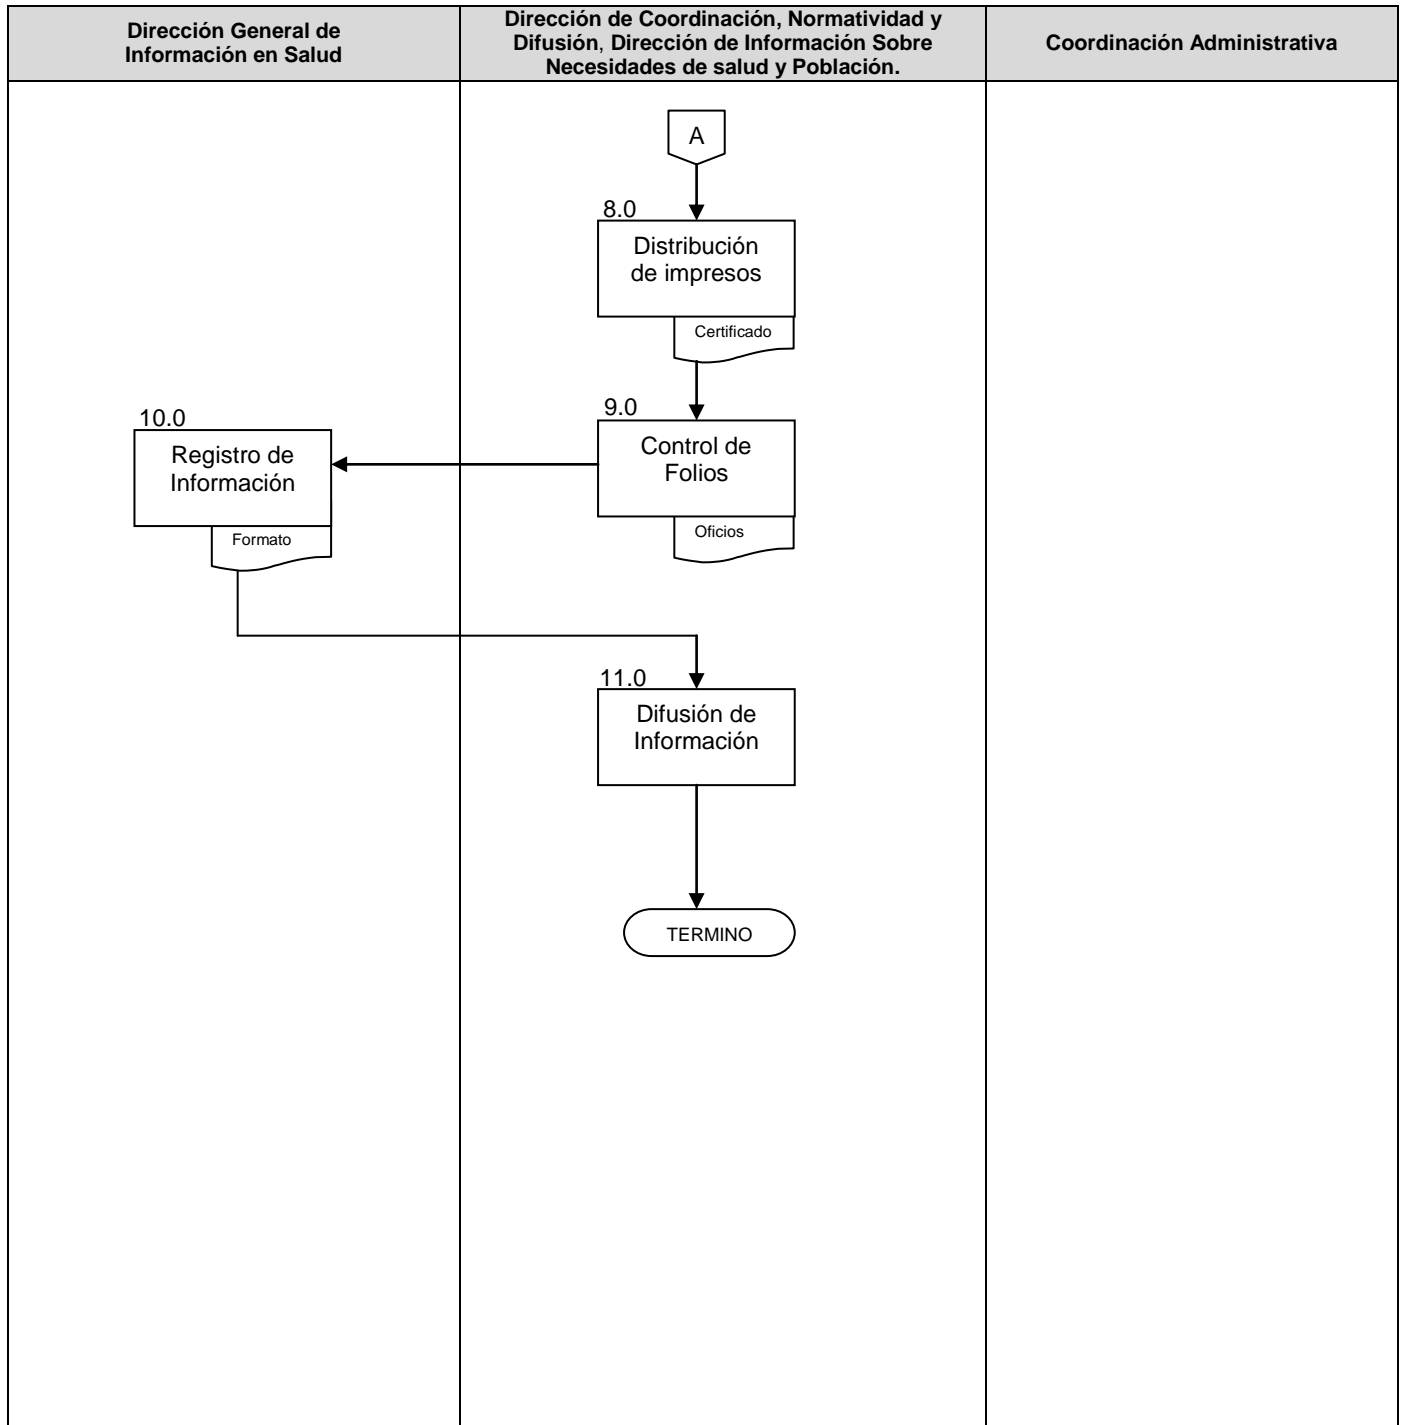 Dirección General de
Información en Salud
Dirección de Coordinación, Normatividad y
Difusión, Dirección de Información Sobre
Necesidades de salud y Población.
Coordinación Administrativa
A
8.0
Distribución
de impresos
Certificado
9.0
Control de
Folios
Oficios
10.0
Registro de
Información
Formato
11.0
Difusión de
Información
TERMINO